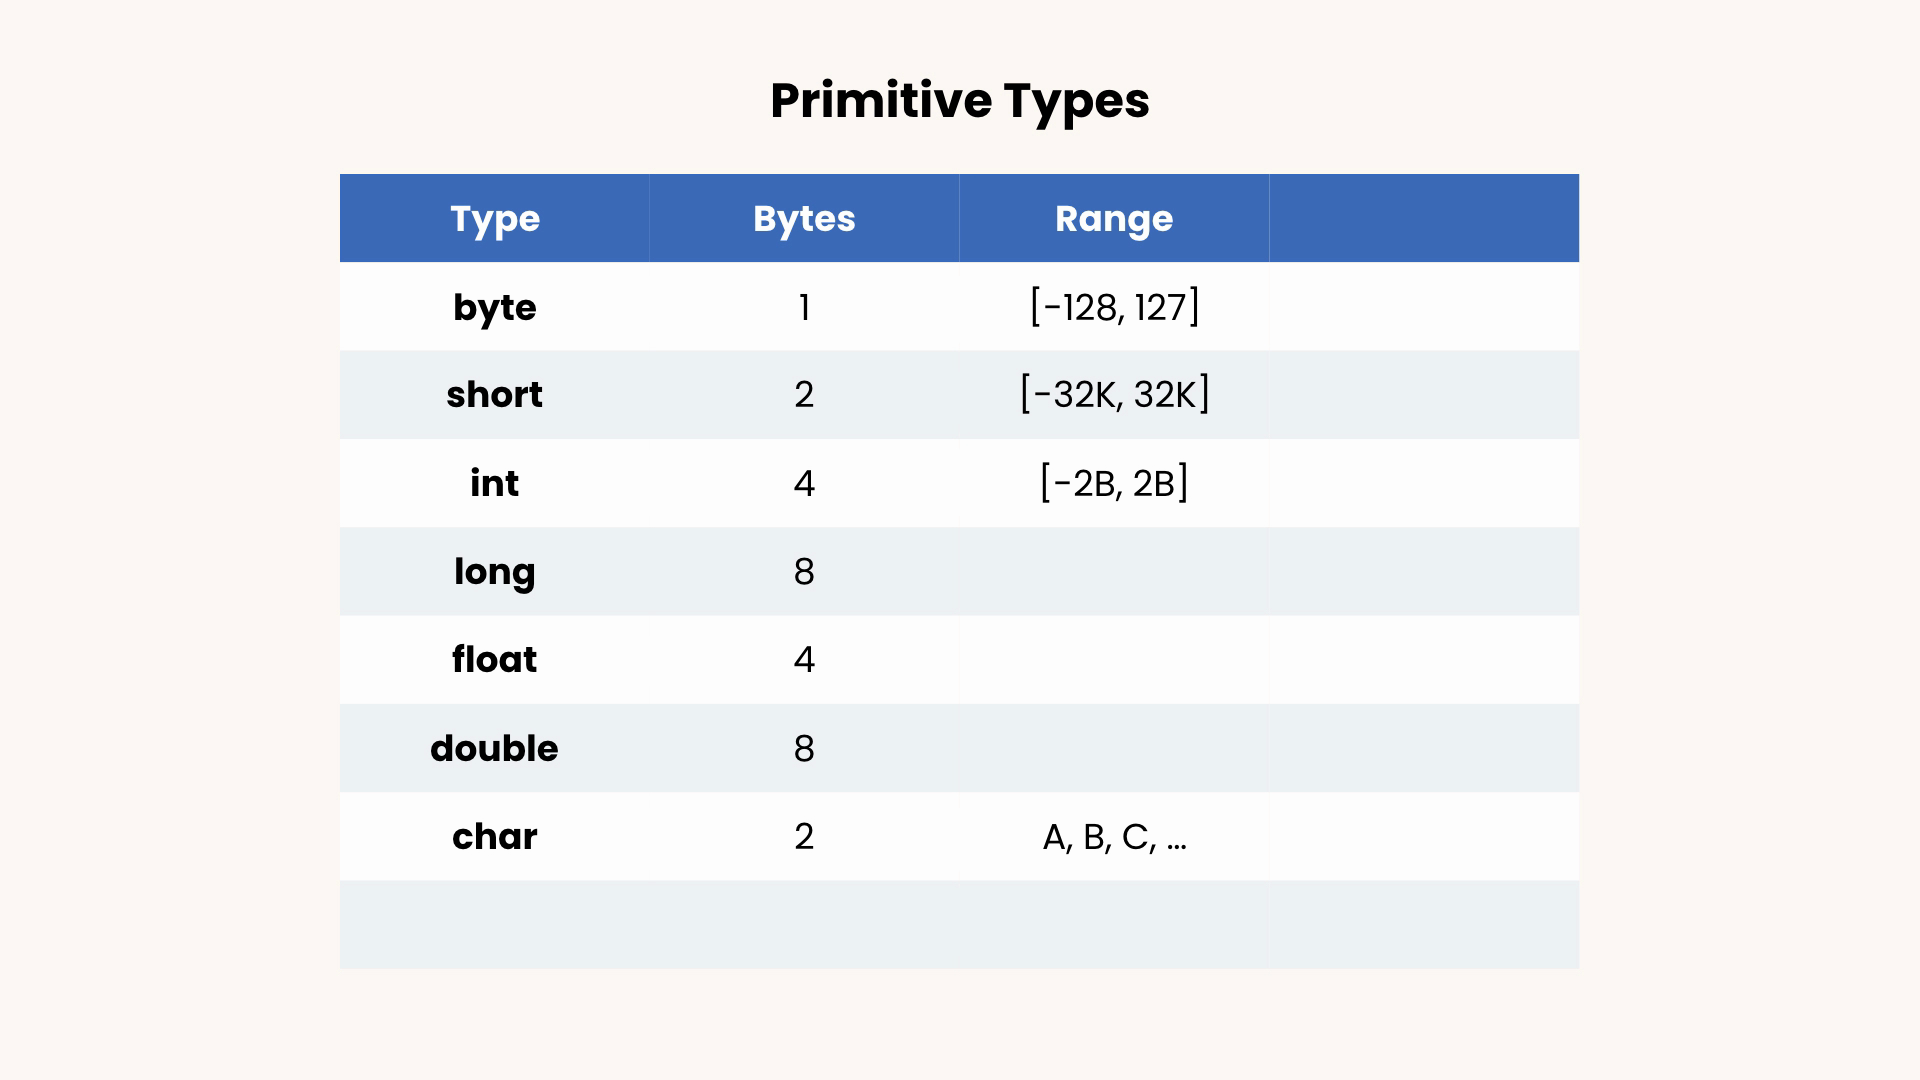 Primitive Types
Type Bytes Range
byte 1 [-128, 127]
short 2 [-32K, 32K]
int 4 [-2B, 2B]
long 8
float 4
double 8
char 2 A, B, C, ...